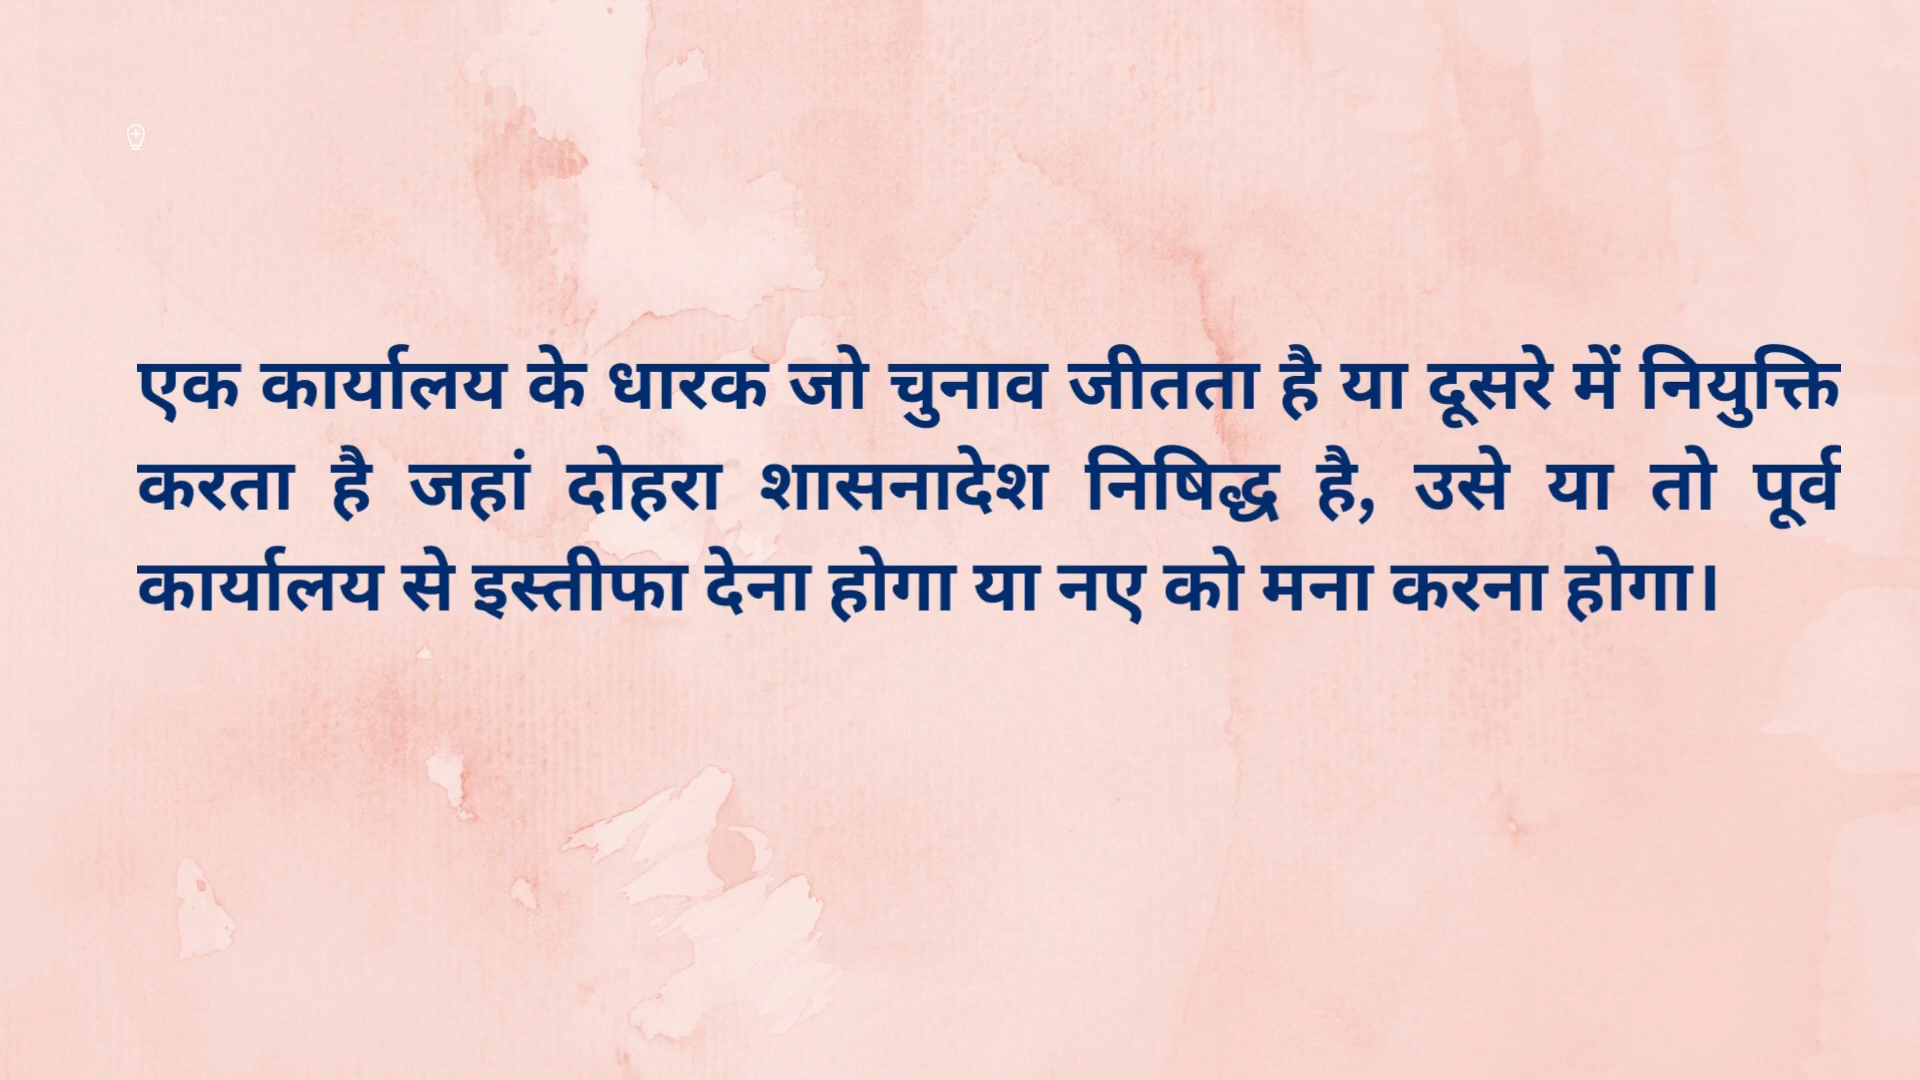 एक कार्यालय के धारक जो चुनाव जीतता है या दूसरे में नियुक्ति
करता है जहां दोहरा शासनादेश निषिद्ध है, उसे या तो पूर्व
कार्यालय से इस्तीफा देना होगा या नए को मना करना होगा।